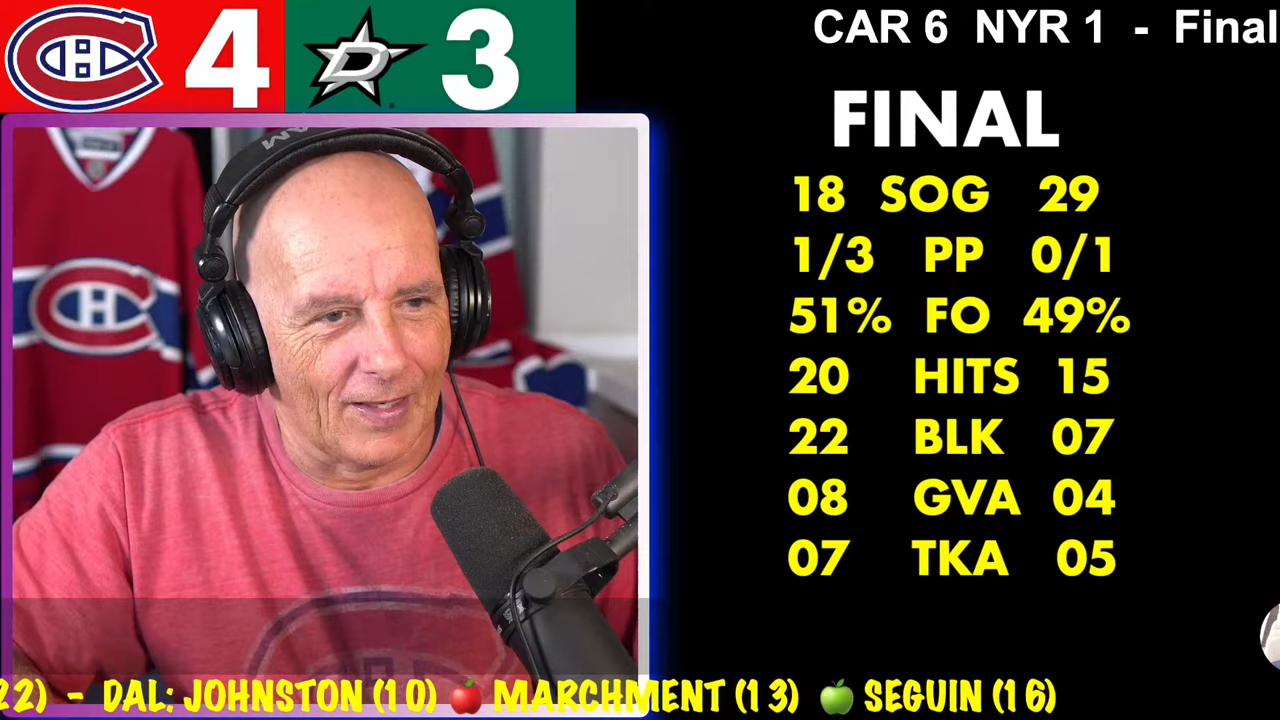 4 3
CAR 6 NYR 1 - Final
FINAL
18 SOG 29
1/3 PP 0/1
51% FO 49%
20 HITS 15
22 BLK 07
08 GVA 04
07 TKA 05
22) - DAL: JOHNSTON (10) MARCHMENT (13) SEGUIN (16)